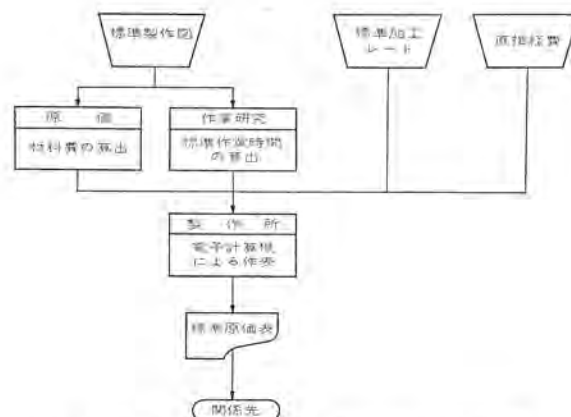 標準製作図
標準加工
レート
直接経費
原価
材料費の算出
作業研究
標準作業時間
の算出
製作所
電子計算機
による作表
標準原価表
関係先